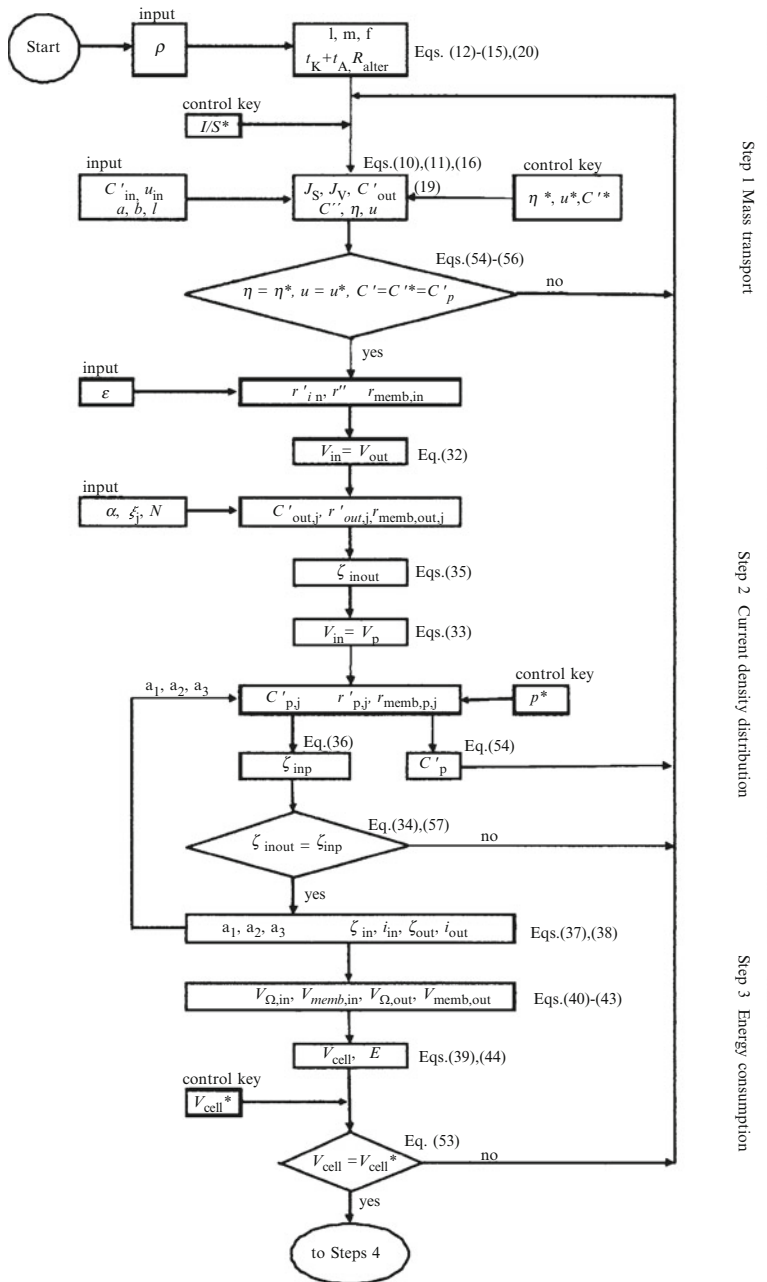 input
Start
ρ
l, m, f
t_K+t_A, R_alter
Eqs. (12)-(15),(20)
control key
I/S*
input
C'_in, u_in
a, b, l
Eqs(10),(11),(16)
J_S, J_V, C'_out
C'', η, u
(19)
control key
η*, u*, C'*
Step 1 Mass transport
Eqs.(54)-(56)
η = η*, u = u*, C'=C'*=C'_p
no
yes
input
ε
r'_in, r'' r_memb,in
V_in= V_out
Eq.(32)
input
α, ξ_j, N
C'_out,j, r'_out,j, r_memb,out,j
ζ_inout
Eqs.(35)
V_in= V_p
Eqs.(33)
Step 2 Current density distribution
a_1, a_2, a_3
C'_p,j r'_p,j, r_memb,p,j
control key
p*
Eq.(36)
ζ_inp
Eq.(54)
C'_p
Eq.(34),(57)
ζ_inout = ζ_inp
no
yes
a_1, a_2, a_3 ζ_in, i_in, ζ_out, i_out
Eqs.(37),(38)
V_Ω,in, V_memb,in, V_Ω,out, V_memb,out
Eqs.(40)-(43)
V_cell, E
Eqs.(39),(44)
Step 3 Energy consumption
control key
V_cell*
Eq. (53)
V_cell =V_cell*
no
yes
to Steps 4